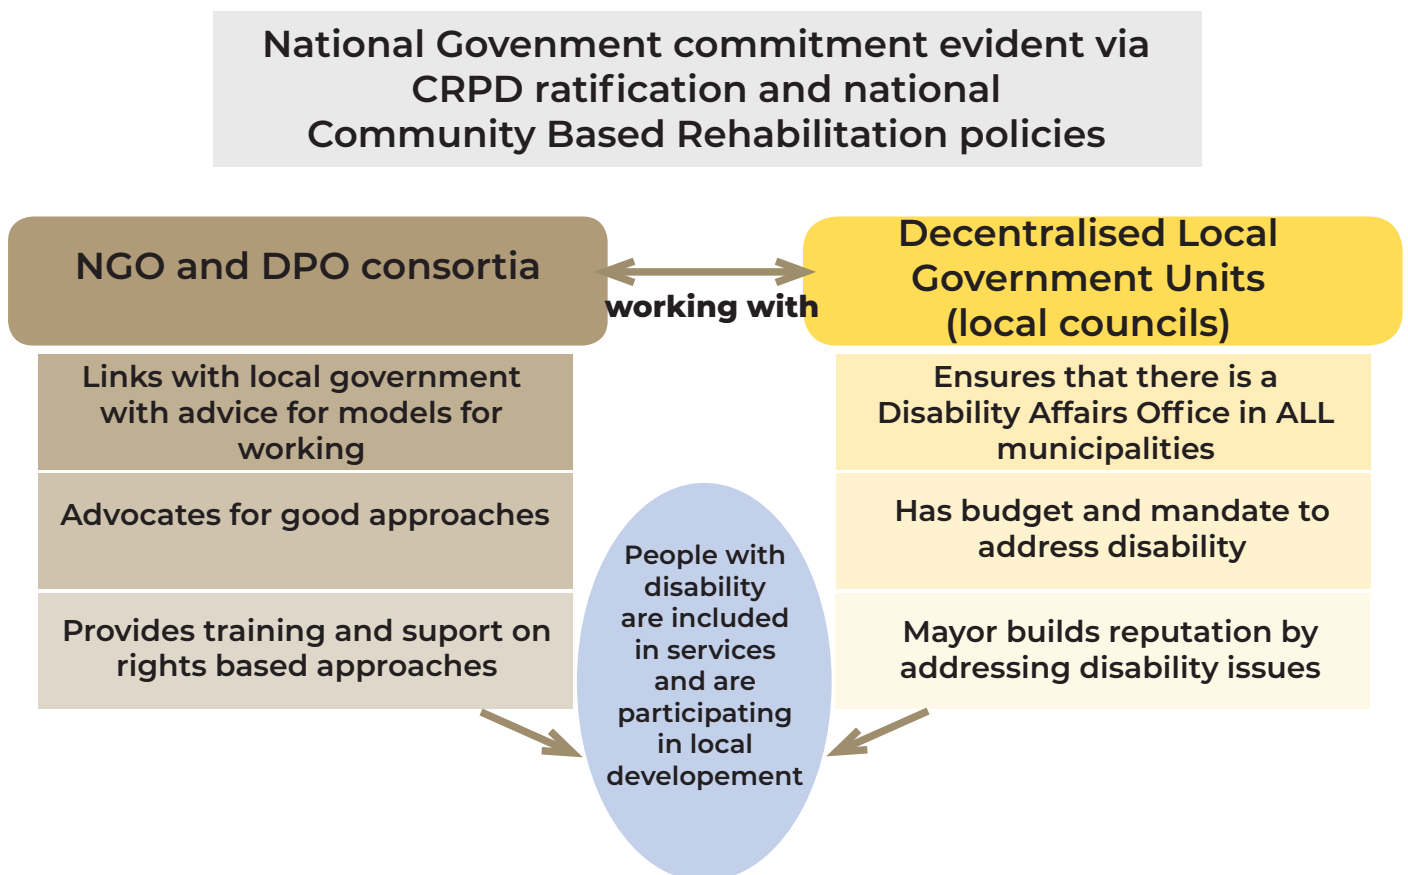 National Govenment commitment evident via
CRPD ratification and national
Community Based Rehabilitation policies
NGO and DPO consortia
working with
Decentralised Local
Government Units
(local councils)
Links with local government
with advice for models for
working
Advocates for good approaches
Provides training and suport on
rights based approaches
Ensures that there is a
Disability Affairs Office in ALL
municipalities
Has budget and mandate to
address disability
Mayor builds reputation by
addressing disability issues
People with
disability
are included
in services
and are
participating
in local
developement